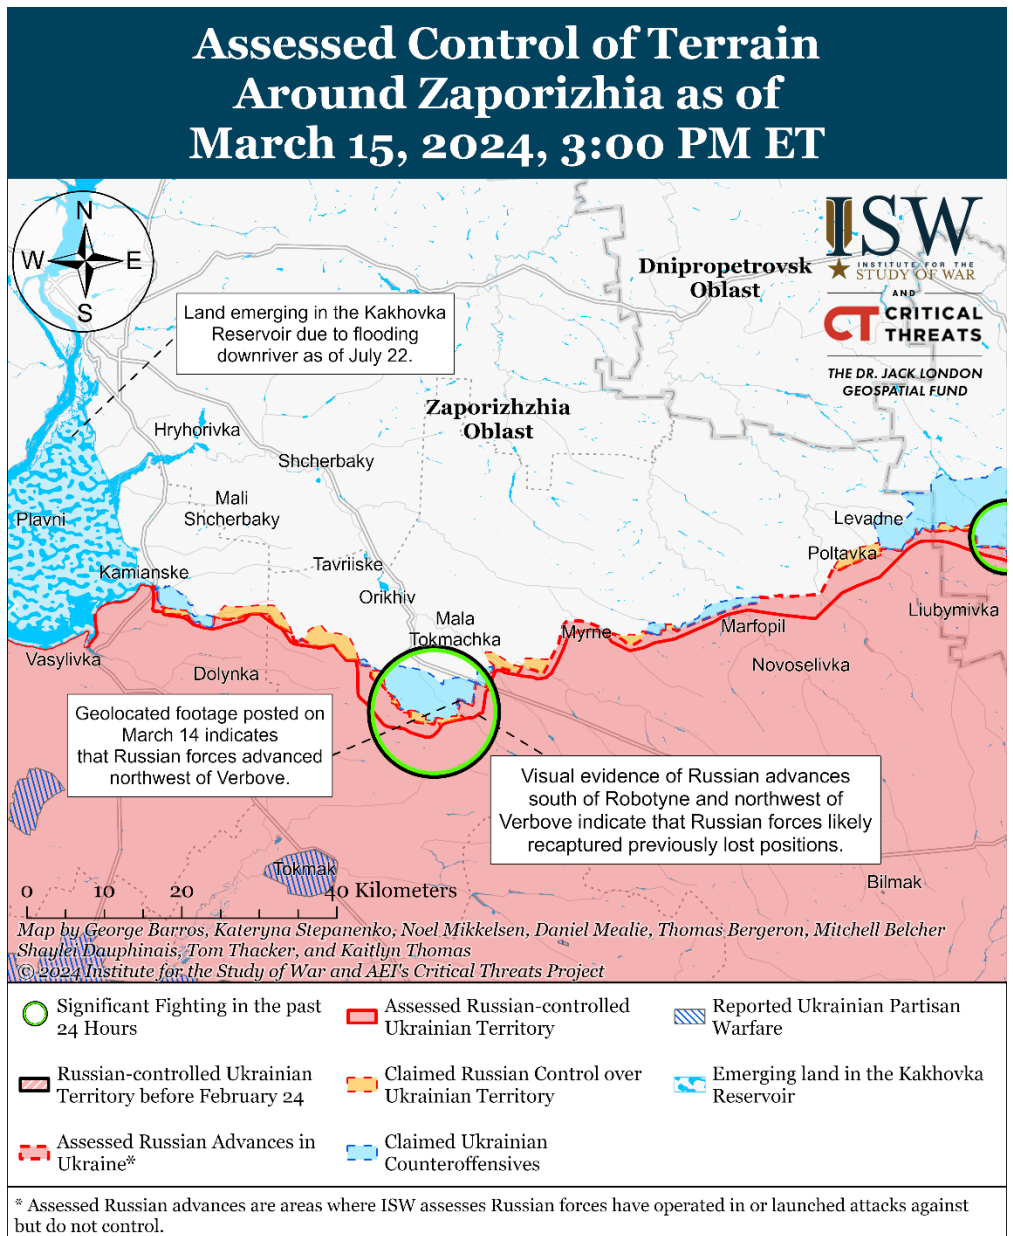 Assessed Control of Terrain
Around Zaporizhia as of
March 15, 2024, 3:00 PM ET
N
W
E
S
ISW
INSTITUTE FOR THE
STUDY OF WAR
AND
CT CRITICAL
THREATS
THE DR. JACK LONDON
GEOSPATIAL FUND
Dnipropetrovsk
Oblast
Land emerging in the Kakhovka
Reservoir due to flooding
downriver as of July 22.
Zaporizhzhia
Oblast
Hryhorivka
Shcherbaky
Mali
Shcherbaky
Plavni
Levadne
Poltavka
Tavriiske
Kamianske
Orikhiv
Mala
Tokmachka
Myrne
Marfopil
Liubymivka
Vasylivka
Dolynka
Novoselivka
Geolocated footage posted on
March 14 indicates
that Russian forces advanced
northwest of Verbove.
Visual evidence of Russian advances
south of Robotyne and northwest of
Verbove indicate that Russian forces likely
recaptured previously lost positions.
Tokmak
Bilmak
0 10 20 40 Kilometers
Map by George Barros, Kateryna Stepanenko, Noel Mikkelsen, Daniel Mealie, Thomas Bergeron, Mitchell Belcher
Shaylei Dauphinais, Tom Thacker, and Kaitlyn Thomas
© 2024 Institute for the Study of War and AEI's Critical Threats Project
Significant Fighting in the past
24 Hours
Russian-controlled Ukrainian
Territory before February 24
Assessed Russian Advances in
Ukraine*
Assessed Russian-controlled
Ukrainian Territory
Claimed Russian Control over
Ukrainian Territory
Claimed Ukrainian
Counteroffensives
Reported Ukrainian Partisan
Warfare
Emerging land in the Kakhovka
Reservoir
* Assessed Russian advances are areas where ISW assesses Russian forces have operated in or launched attacks against
but do not control.